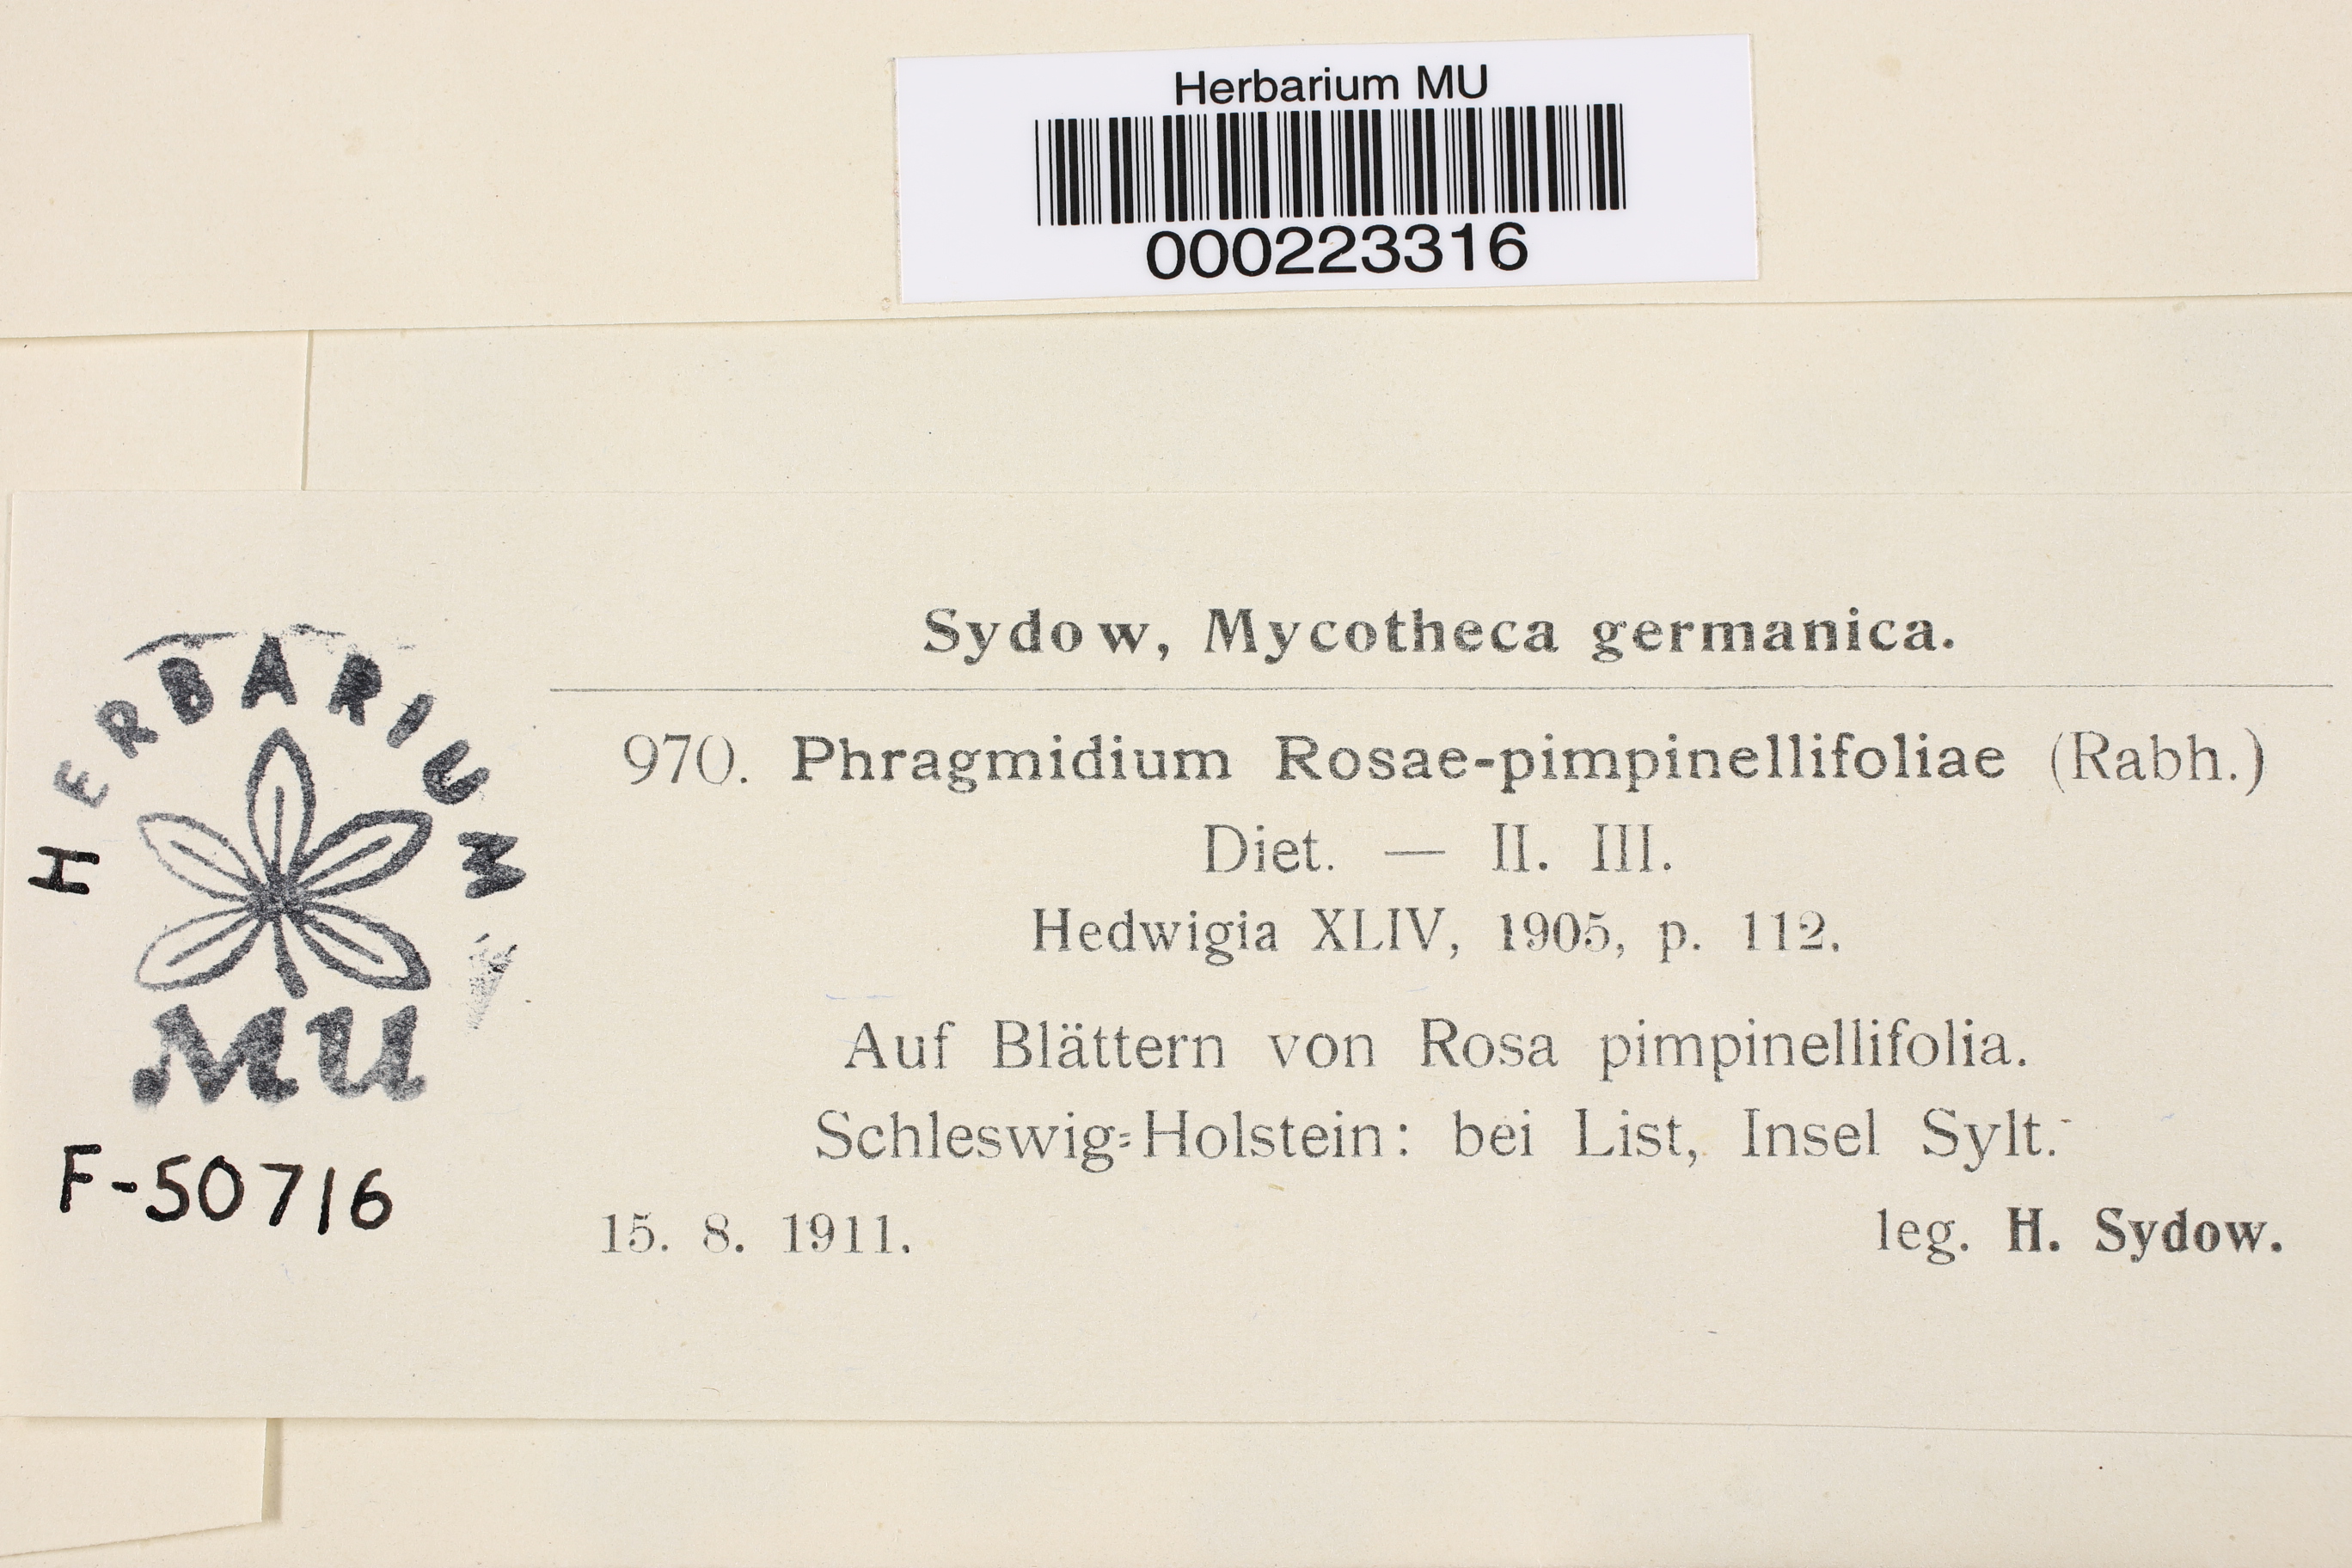 Herbarium MU
000223316
Sydow, Mycotheca germanica.
HERBARIUM
MU
F-50716
970. Phragmidium Rosae-pimpinellifoliae (Rabh.)
Diet. — II. III.
Hedwigia XLIV, 1905, p. 112.
Auf Blättern von Rosa pimpinellifolia.
Schleswig-Holstein: bei List, Insel Sylt.
15. 8. 1911. leg. H. Sydow.